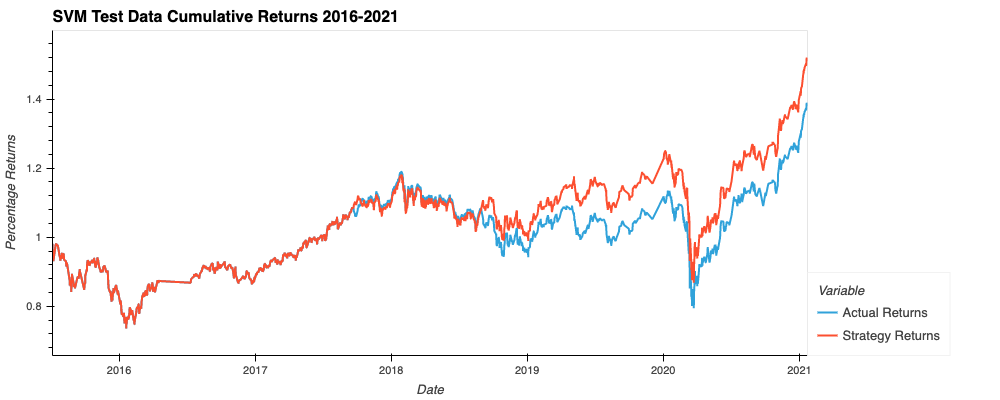 SVM Test Data Cumulative Returns 2016-2021
Percentage Returns
1.4
1.2
1
0.8
2016 2017 2018 2019 2020 2021
Date
Variable
Actual Returns
Strategy Returns